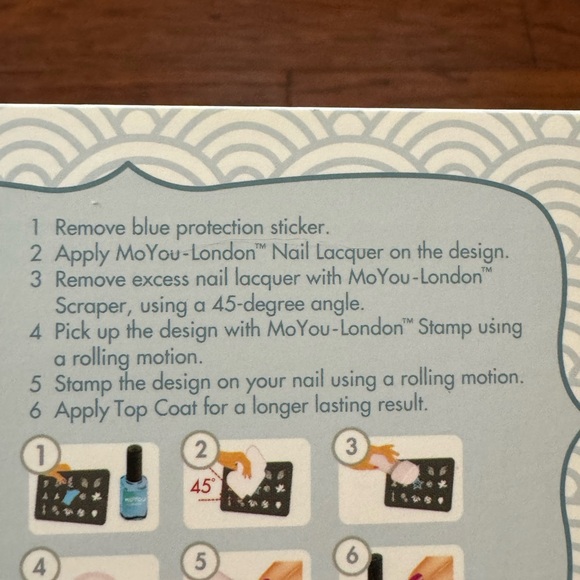 1 Remove blue protection sticker.
2 Apply MoYou-London™ Nail Lacquer on the design.
3 Remove excess nail lacquer with MoYou-London™
Scraper, using a 45-degree angle.
4 Pick up the design with MoYou-London™ Stamp using
a rolling motion.
5 Stamp the design on your nail using a rolling motion.
6 Apply Top Coat for a longer lasting result.
1
2
3
45°
MoYou
4
5
6